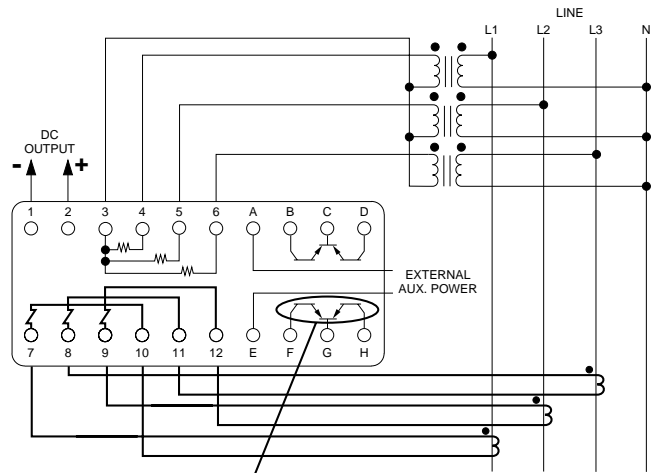 LINE
L1 L2 L3 N
DC
OUTPUT
- +
1 2 3 4 5 6 A B C D
EXTERNAL
AUX. POWER
7 8 9 10 11 12 E F G H